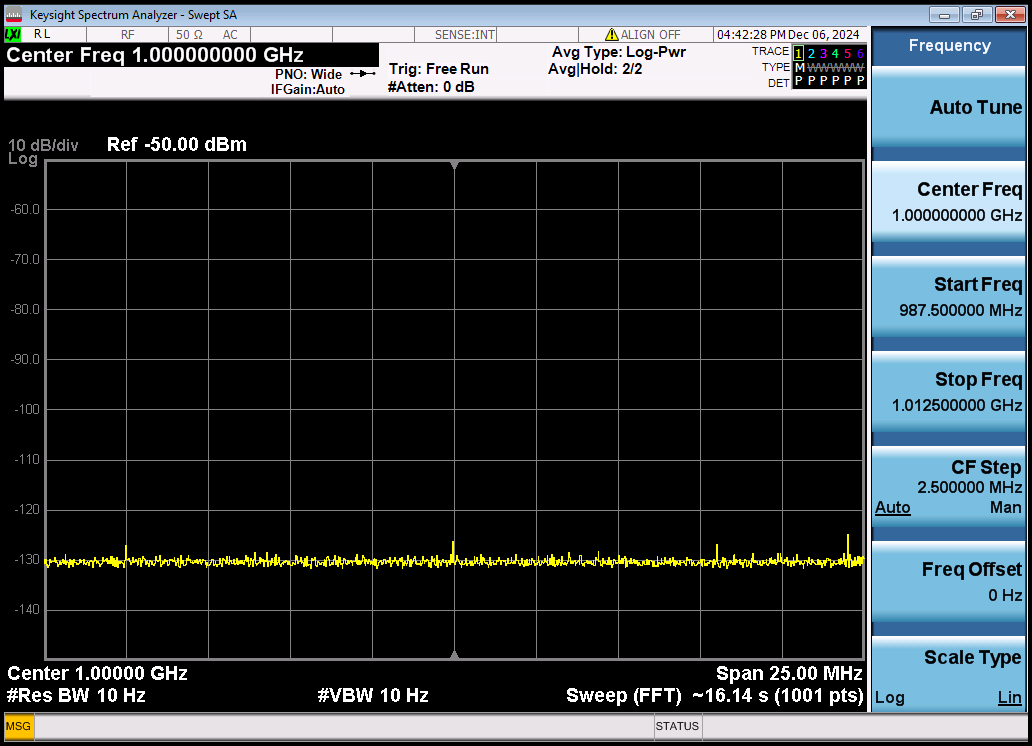 Keysight Spectrum Analyzer - Swept SA
LXI
R L
RF
50 Ω
AC
SENSE:INT
ALIGN OFF
04:42:28 PM Dec 06, 2024
Center Freq 1.000000000 GHz
PNO: Wide
IFGain:Auto
Trig: Free Run
#Atten: 0 dB
Avg Type: Log-Pwr
Avg|Hold: 2/2
TRACE 1 2 3 4 5 6
TYPE M W W W W W
DET P P P P P P
10 dB/div
Log
Ref -50.00 dBm
-60.0
-70.0
-80.0
-90.0
-100
-110
-120
-130
-140
Center 1.00000 GHz
Span 25.00 MHz
#Res BW 10 Hz
#VBW 10 Hz
Sweep (FFT) ~16.14 s (1001 pts)
MSG
STATUS
Frequency
Auto Tune
Center Freq
1.000000000 GHz
Start Freq
987.500000 MHz
Stop Freq
1.012500000 GHz
CF Step
2.500000 MHz
Auto
Man
Freq Offset
0 Hz
Scale Type
Log
Lin